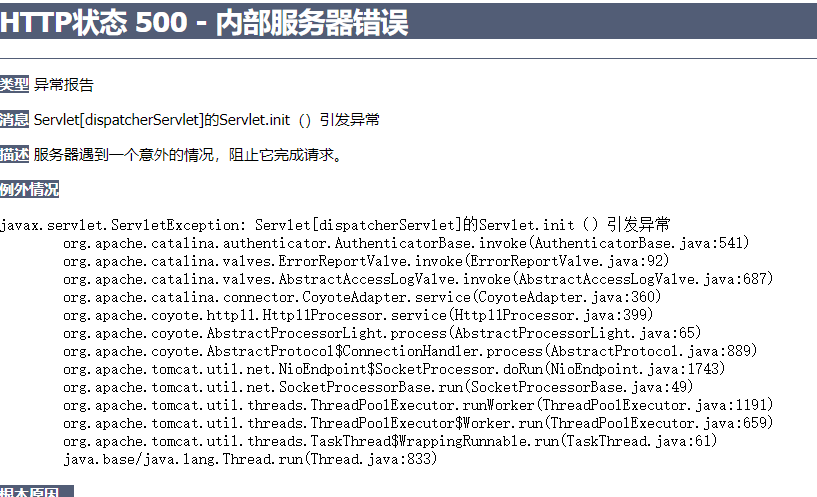 HTTP状态 500 - 内部服务器错误
类型 异常报告
消息 Servlet[dispatcherServlet]的Servlet.init（）引发异常
描述 服务器遇到一个意外的情况，阻止它完成请求。
例外情况
javax.servlet.ServletException: Servlet[dispatcherServlet]的Servlet.init（）引发异常
org.apache.catalina.authenticator.AuthenticatorBase.invoke(AuthenticatorBase.java:541)
org.apache.catalina.valves.ErrorReportValve.invoke(ErrorReportValve.java:92)
org.apache.catalina.valves.AbstractAccessLogValve.invoke(AbstractAccessLogValve.java:687)
org.apache.catalina.connector.CoyoteAdapter.service(CoyoteAdapter.java:360)
org.apache.coyote.http11.Http11Processor.service(Http11Processor.java:399)
org.apache.coyote.AbstractProcessorLight.process(AbstractProcessorLight.java:65)
org.apache.coyote.AbstractProtocol$ConnectionHandler.process(AbstractProtocol.java:889)
org.apache.tomcat.util.net.NioEndpoint$SocketProcessor.doRun(NioEndpoint.java:1743)
org.apache.tomcat.util.net.SocketProcessorBase.run(SocketProcessorBase.java:49)
org.apache.tomcat.util.threads.ThreadPoolExecutor.runWorker(ThreadPoolExecutor.java:1191)
org.apache.tomcat.util.threads.ThreadPoolExecutor$Worker.run(ThreadPoolExecutor.java:659)
org.apache.tomcat.util.threads.TaskThread$WrappingRunnable.run(TaskThread.java:61)
java.base/java.lang.Thread.run(Thread.java:833)
根本原因。